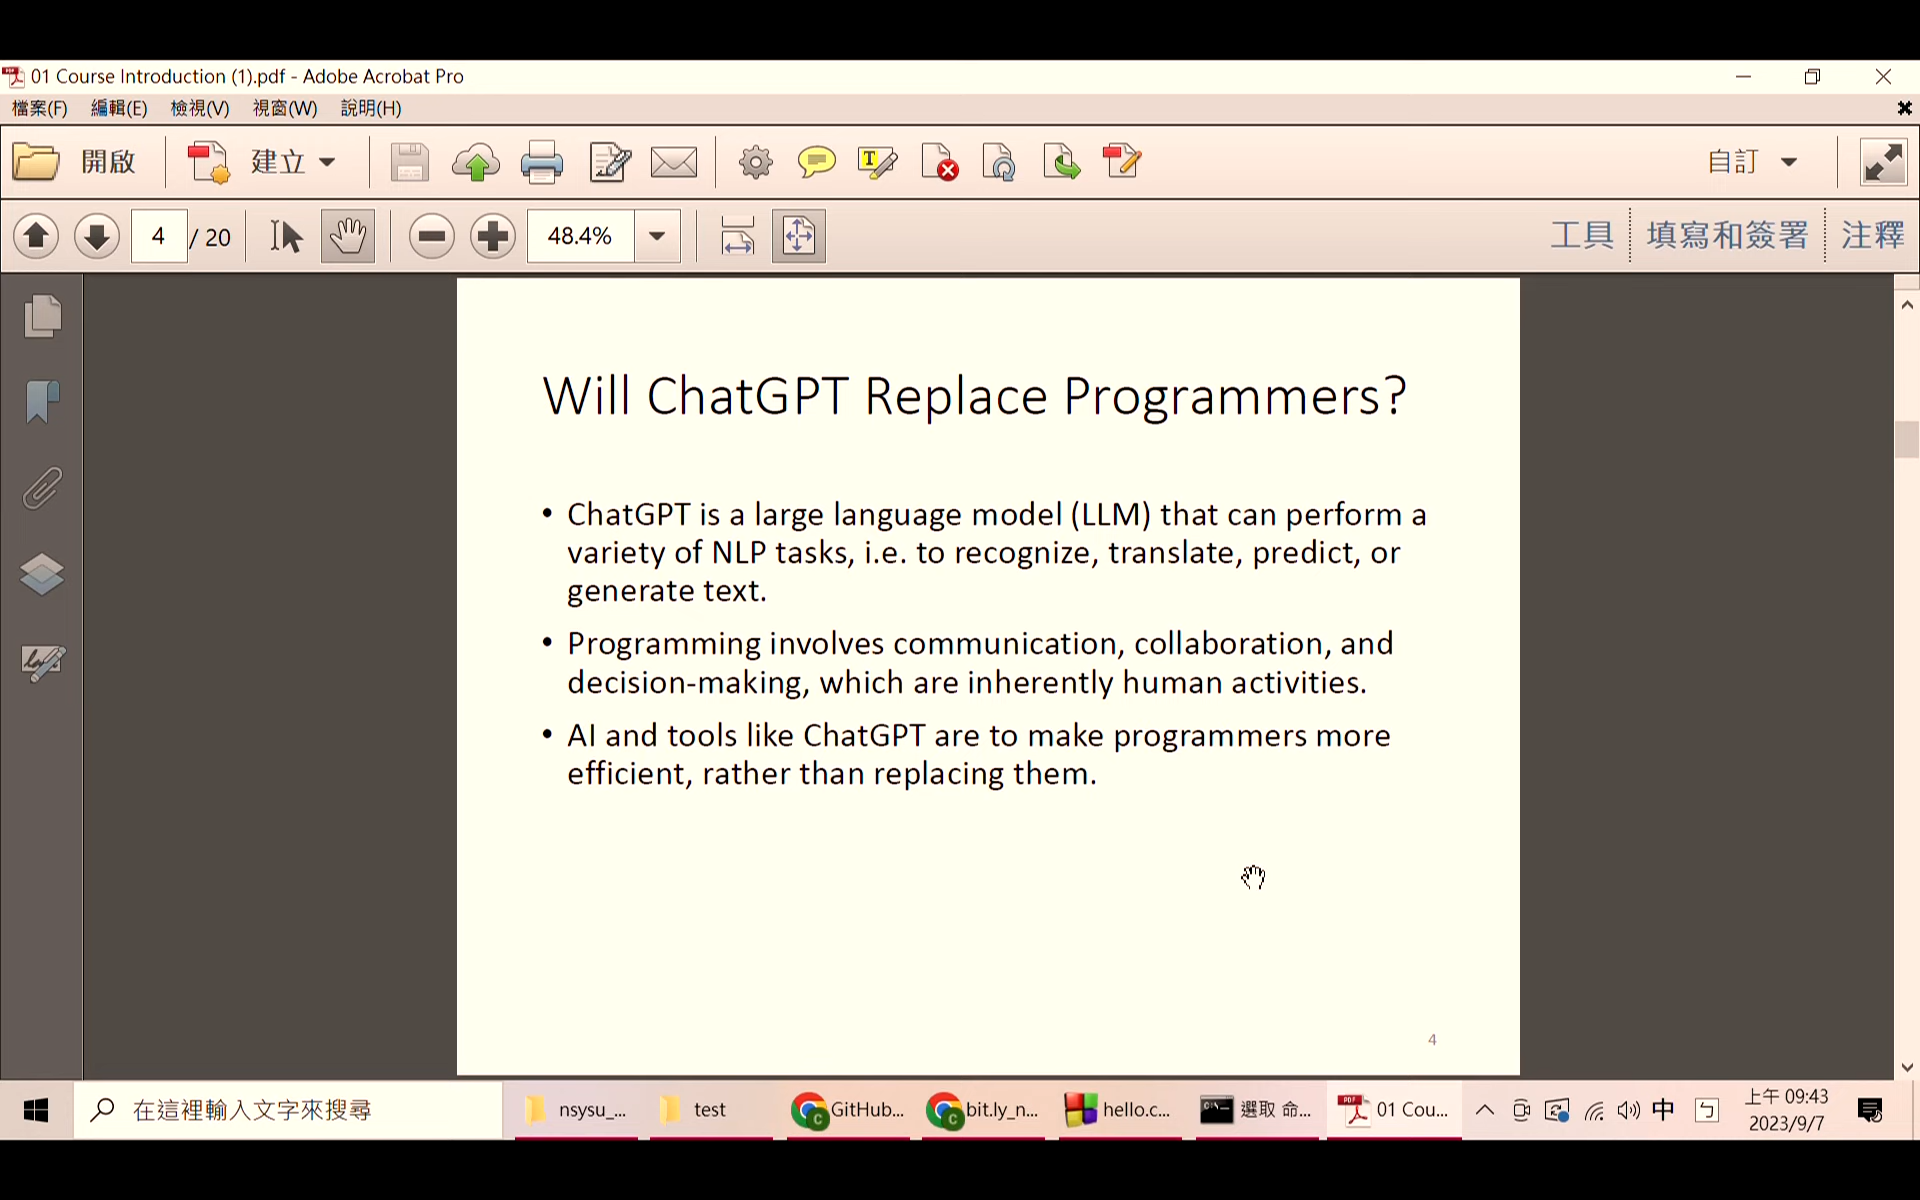 01 Course Introduction (1).pdf - Adobe Acrobat Pro
檔案(F) 編輯(E) 檢視(V) 視窗(W) 說明(H)
開啟 建立 自訂
4 / 20 48.4% 工具 填寫和簽署 注釋
Will ChatGPT Replace Programmers?
• ChatGPT is a large language model (LLM) that can perform a
variety of NLP tasks, i.e. to recognize, translate, predict, or
generate text.
• Programming involves communication, collaboration, and
decision-making, which are inherently human activities.
• AI and tools like ChatGPT are to make programmers more
efficient, rather than replacing them.
4
在這裡輸入文字來搜尋 nsysu_... test GitHub... bit.ly_n... hello.c... 選取 命... 01 Cou... 中 上午 09:43
2023/9/7